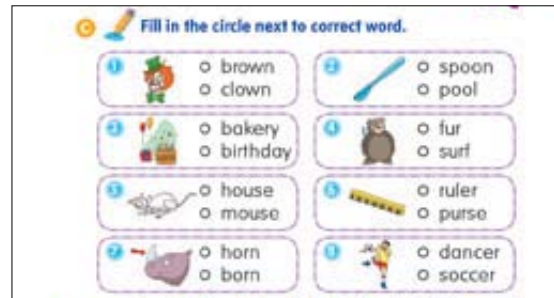 C Fill in the circle next to correct word.
1 brown
clown
2 spoon
pool
3 bakery
birthday
4 fur
surf
5 house
mouse
6 ruler
purse
7 horn
born
8 dancer
soccer